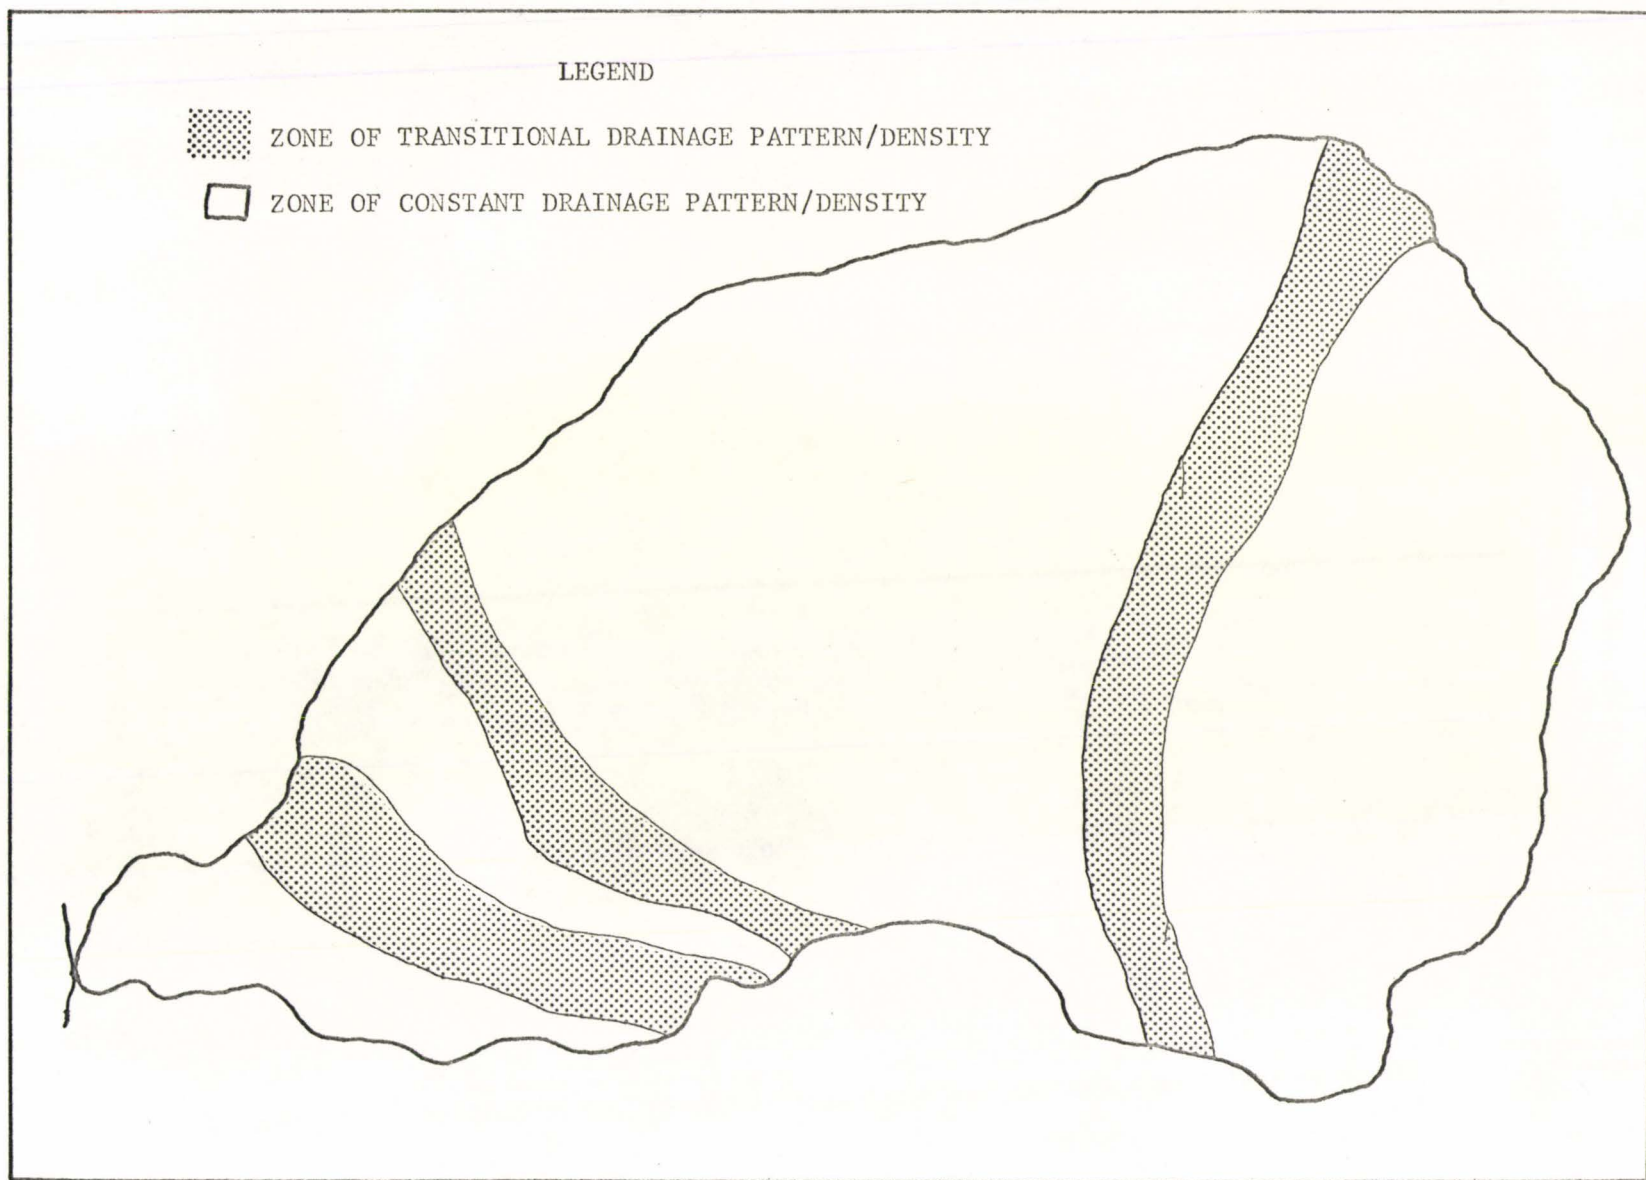 LEGEND
ZONE OF TRANSITIONAL DRAINAGE PATTERN/DENSITY
ZONE OF CONSTANT DRAINAGE PATTERN/DENSITY